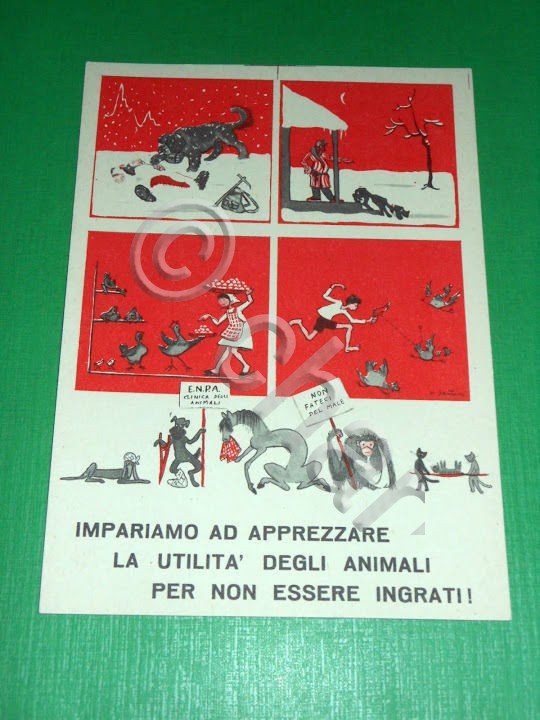 E.N.P.A.
CLINICA DEGLI
ANIMALI
NON
FATECI
DEL MALE
IMPARIAMO AD APPREZZARE
LA UTILITA' DEGLI ANIMALI
PER NON ESSERE INGRATI!